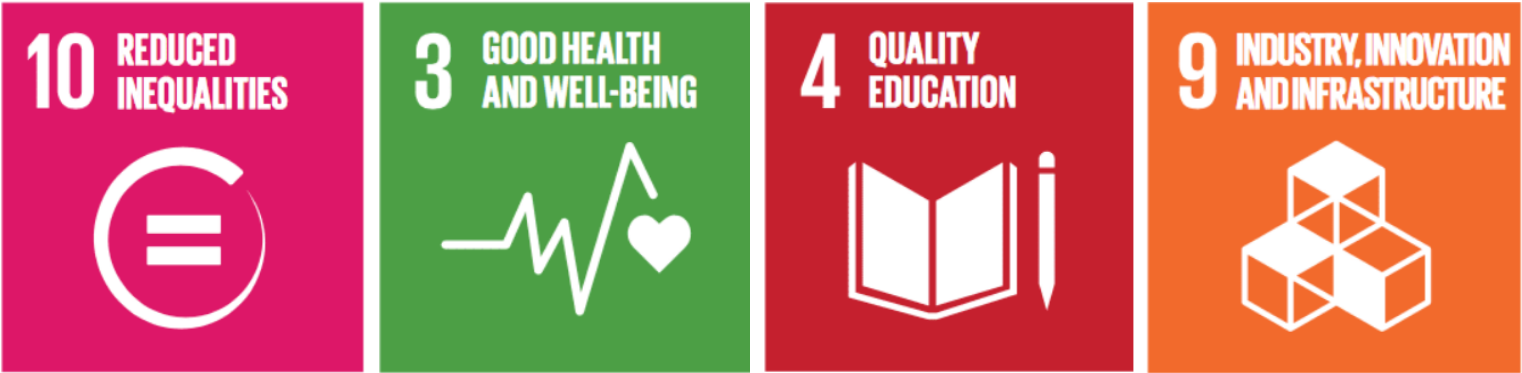 10 REDUCED
INEQUALITIES
3 GOOD HEALTH
AND WELL-BEING
4 QUALITY
EDUCATION
9 INDUSTRY, INNOVATION
AND INFRASTRUCTURE